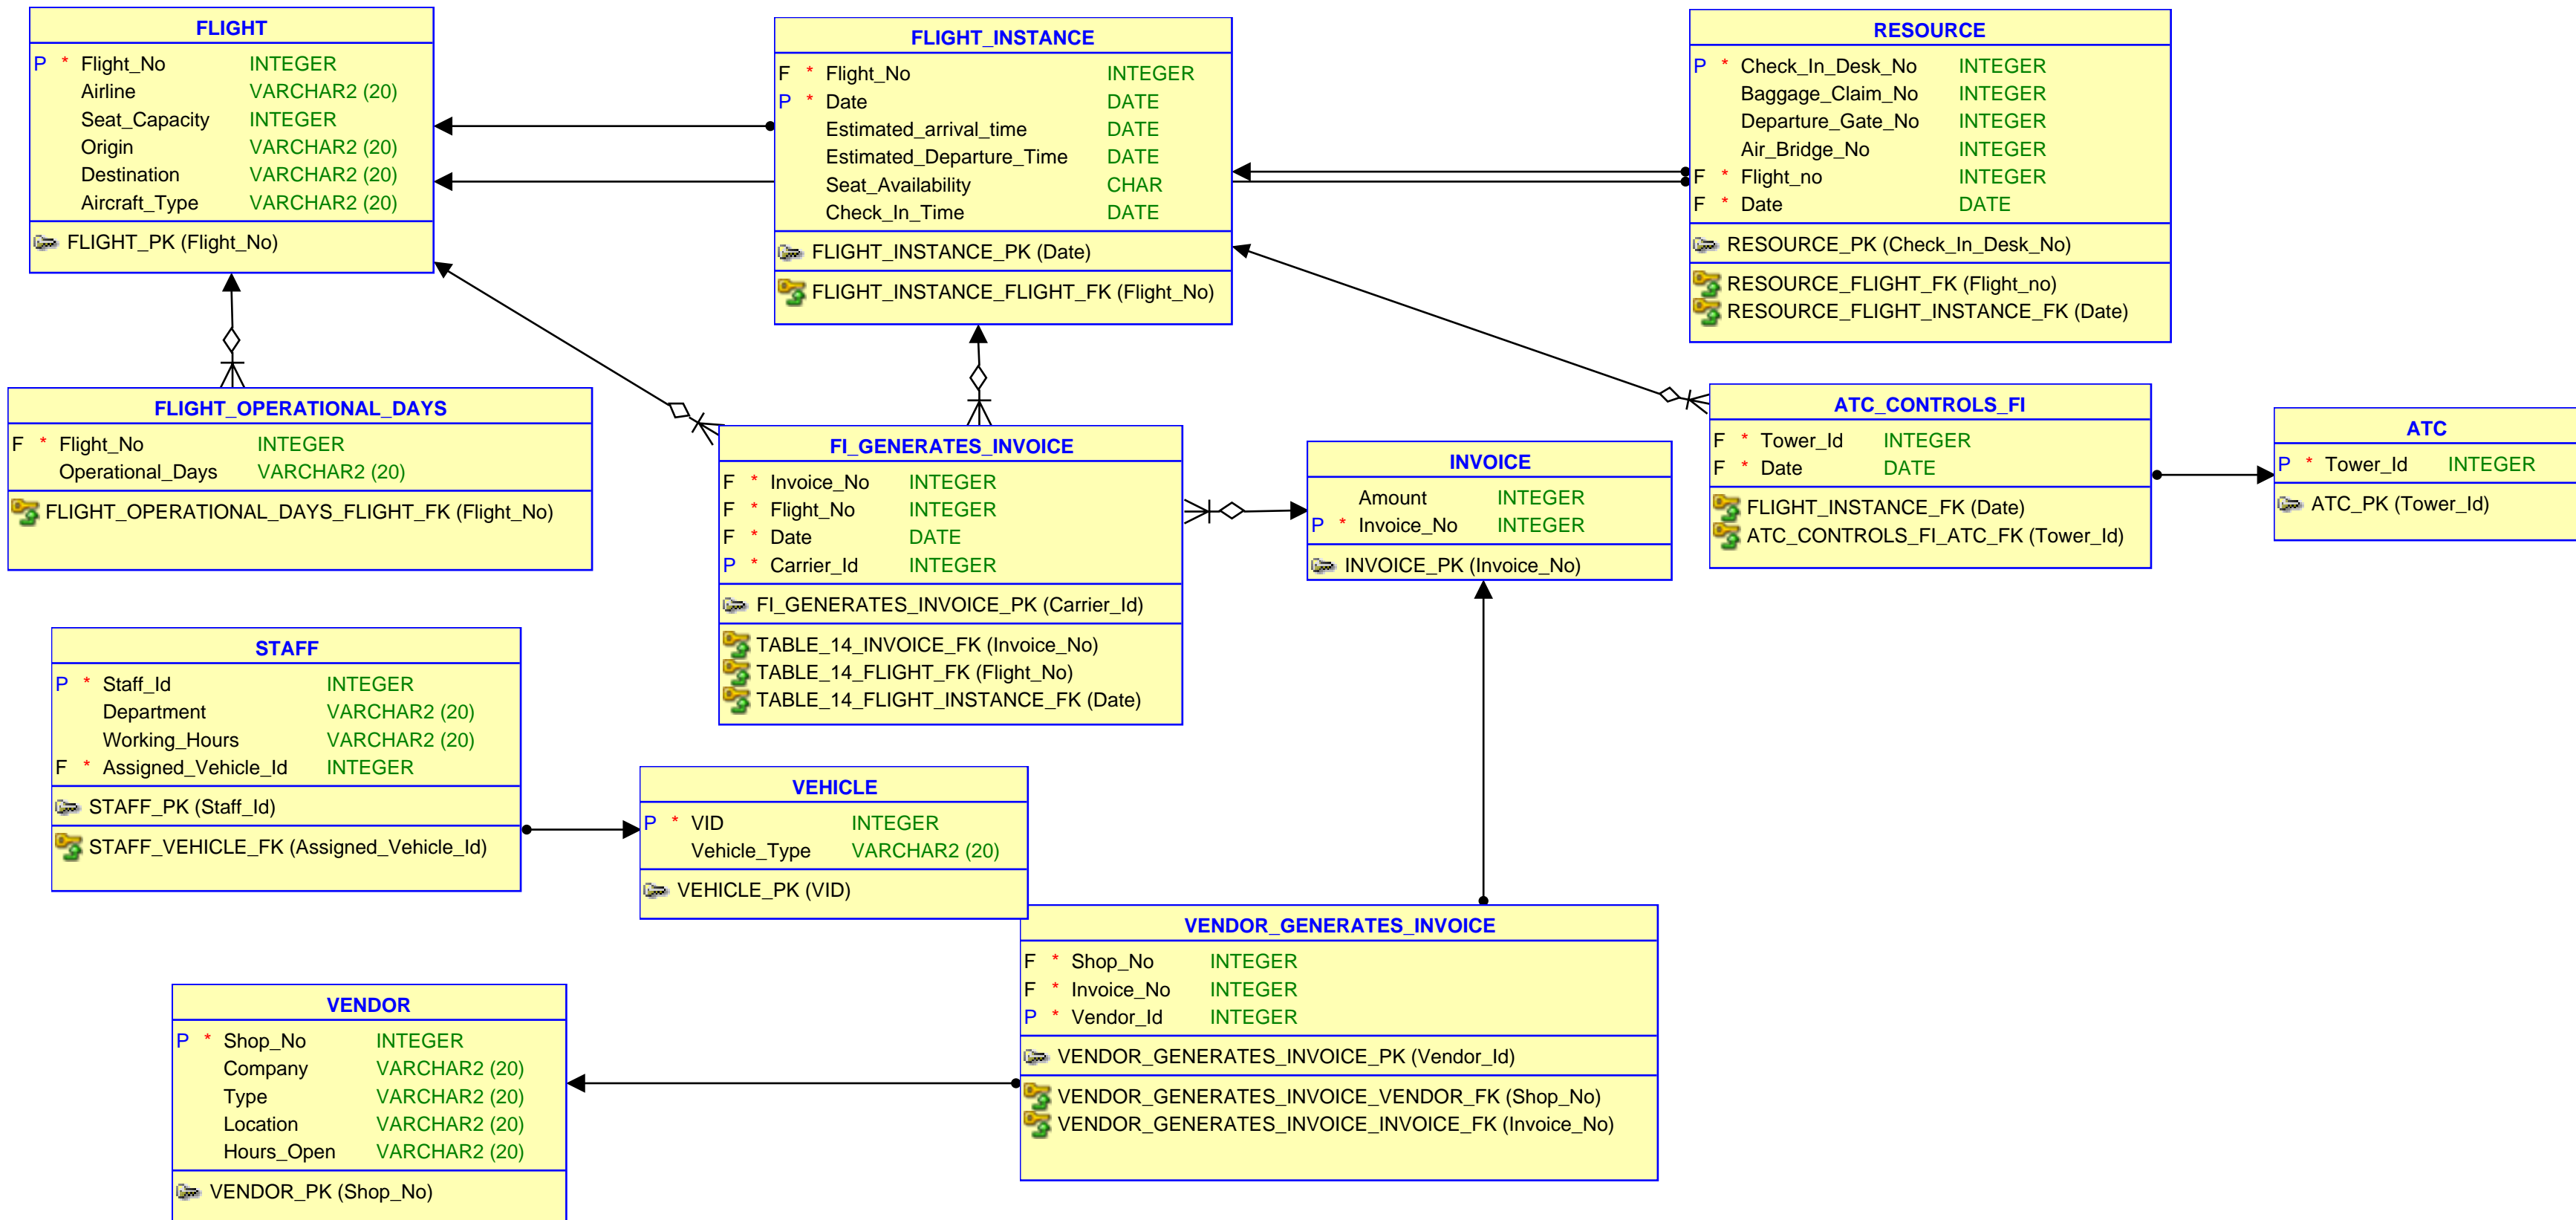 FLIGHT
P * Flight_No INTEGER
Airline VARCHAR2 (20)
Seat_Capacity INTEGER
Origin VARCHAR2 (20)
Destination VARCHAR2 (20)
Aircraft_Type VARCHAR2 (20)
FLIGHT_PK (Flight_No)
FLIGHT_INSTANCE
F * Flight_No INTEGER
P * Date DATE
Estimated_arrival_time DATE
Estimated_Departure_Time DATE
Seat_Availability CHAR
Check_In_Time DATE
FLIGHT_INSTANCE_PK (Date)
FLIGHT_INSTANCE_FLIGHT_FK (Flight_No)
RESOURCE
P * Check_In_Desk_No INTEGER
Baggage_Claim_No INTEGER
Departure_Gate_No INTEGER
Air_Bridge_No INTEGER
F * Flight_no INTEGER
F * Date DATE
RESOURCE_PK (Check_In_Desk_No)
RESOURCE_FLIGHT_FK (Flight_no)
RESOURCE_FLIGHT_INSTANCE_FK (Date)
FLIGHT_OPERATIONAL_DAYS
F * Flight_No INTEGER
Operational_Days VARCHAR2 (20)
FLIGHT_OPERATIONAL_DAYS_FLIGHT_FK (Flight_No)
FI_GENERATES_INVOICE
F * Invoice_No INTEGER
F * Flight_No INTEGER
F * Date DATE
P * Carrier_Id INTEGER
FI_GENERATES_INVOICE_PK (Carrier_Id)
TABLE_14_INVOICE_FK (Invoice_No)
TABLE_14_FLIGHT_FK (Flight_No)
TABLE_14_FLIGHT_INSTANCE_FK (Date)
INVOICE
Amount INTEGER
P * Invoice_No INTEGER
INVOICE_PK (Invoice_No)
ATC_CONTROLS_FI
F * Tower_Id INTEGER
F * Date DATE
FLIGHT_INSTANCE_FK (Date)
ATC_CONTROLS_FI_ATC_FK (Tower_Id)
ATC
P * Tower_Id INTEGER
ATC_PK (Tower_Id)
STAFF
P * Staff_Id INTEGER
Department VARCHAR2 (20)
Working_Hours VARCHAR2 (20)
F * Assigned_Vehicle_Id INTEGER
STAFF_PK (Staff_Id)
STAFF_VEHICLE_FK (Assigned_Vehicle_Id)
VEHICLE
P * VID INTEGER
Vehicle_Type VARCHAR2 (20)
VEHICLE_PK (VID)
VENDOR_GENERATES_INVOICE
F * Shop_No INTEGER
F * Invoice_No INTEGER
P * Vendor_Id INTEGER
VENDOR_GENERATES_INVOICE_PK (Vendor_Id)
VENDOR_GENERATES_INVOICE_VENDOR_FK (Shop_No)
VENDOR_GENERATES_INVOICE_INVOICE_FK (Invoice_No)
VENDOR
P * Shop_No INTEGER
Company VARCHAR2 (20)
Type VARCHAR2 (20)
Location VARCHAR2 (20)
Hours_Open VARCHAR2 (20)
VENDOR_PK (Shop_No)